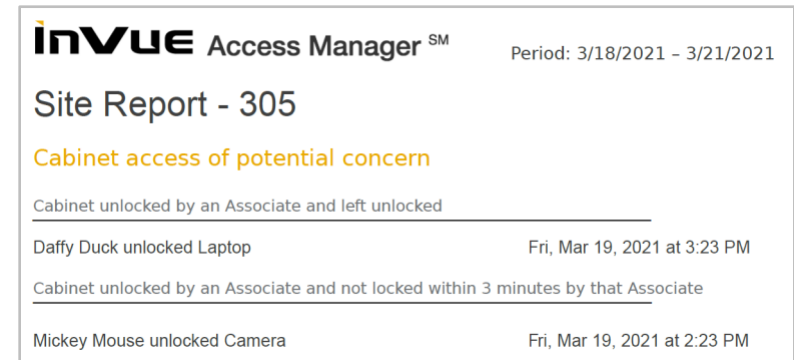 InVue Access Manager SM
Period: 3/18/2021 – 3/21/2021
Site Report - 305
Cabinet access of potential concern
Cabinet unlocked by an Associate and left unlocked
Daffy Duck unlocked Laptop Fri, Mar 19, 2021 at 3:23 PM
Cabinet unlocked by an Associate and not locked within 3 minutes by that Associate
Mickey Mouse unlocked Camera Fri, Mar 19, 2021 at 2:23 PM